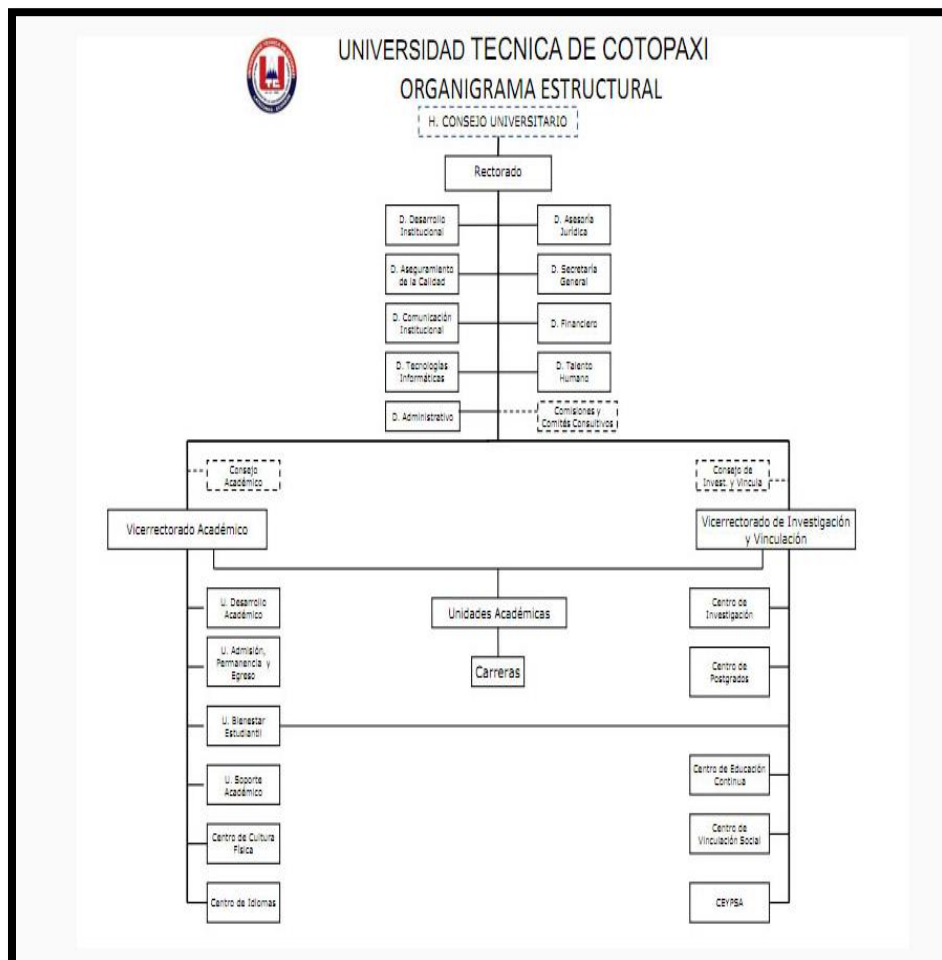 UNIVERSIDAD TECNICA DE COTOPAXI
ORGANIGRAMA ESTRUCTURAL
H. CONSEJO UNIVERSITARIO
Rectorado
D. Desarrollo
Institucional
D. Asesoría
Jurídica
D. Aseguramiento
de la Calidad
D. Secretaría
General
D. Comunicación
Institucional
D. Financiero
D. Tecnologías
Informáticas
D. Talento
Humano
D. Administrativo
Comisiones y
Comités Consultivos
Consejo
Académico
Consejo de
Invest. y Vincula
Vicerrectorado Académico
Vicerrectorado de Investigación
y Vinculación
U. Desarrollo
Académico
Unidades Académicas
Centro de
Investigación
U. Admisión,
Permanencia y
Egreso
Carreras
Centro de
Postgrados
U. Bienestar
Estudiantil
U. Soporte
Académico
Centro de Educación
Continua
Centro de Cultura
Física
Centro de
Vinculación Social
Centro de Idiomas
CEYPSA